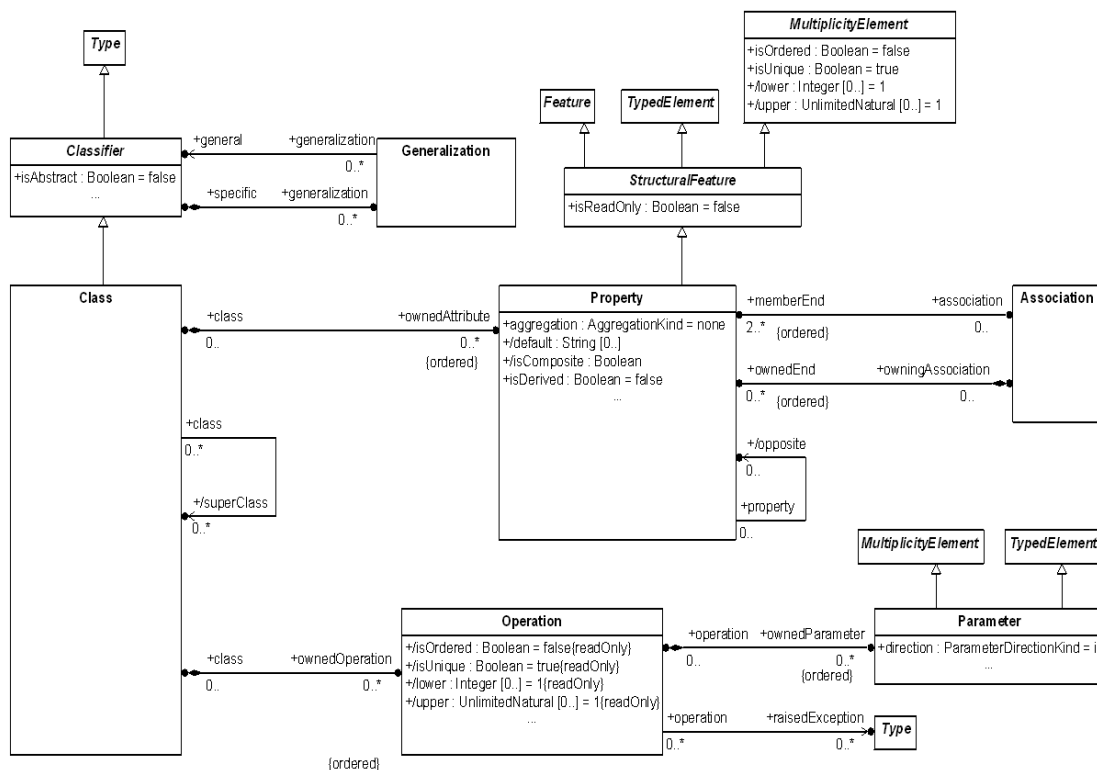 MultiplicityElement
+isOrdered : Boolean = false
+isUnique : Boolean = true
+/lower : Integer [0..] = 1
+/upper : UnlimitedNatural [0..] = 1
Type
Feature
TypedElement
Classifier
+isAbstract : Boolean = false
...
+general
+generalization
0..*
+specific
+generalization
0..*
Generalization
StructuralFeature
+isReadOnly : Boolean = false
Class
+class
0..
+ownedAttribute
0..*
{ordered}
Property
+aggregation : AggregationKind = none
+/default : String [0..]
+/isComposite : Boolean
+isDerived : Boolean = false
...
+memberEnd
2..*
{ordered}
+association
0..
+ownedEnd
0..*
{ordered}
+owningAssociation
0..
Association
+class
0..*
+/superClass
0..*
+/opposite
0..
+property
0..
MultiplicityElement
TypedElement
+class
0..
+ownedOperation
0..*
{ordered}
Operation
+/isOrdered : Boolean = false{readOnly}
+/isUnique : Boolean = true{readOnly}
+/lower : Integer [0..] = 1{readOnly}
+/upper : UnlimitedNatural [0..] = 1{readOnly}
...
+operation
0..
+ownedParameter
0..*
{ordered}
Parameter
+direction : ParameterDirectionKind = i
...
+operation
0..*
+raisedException
0..*
Type